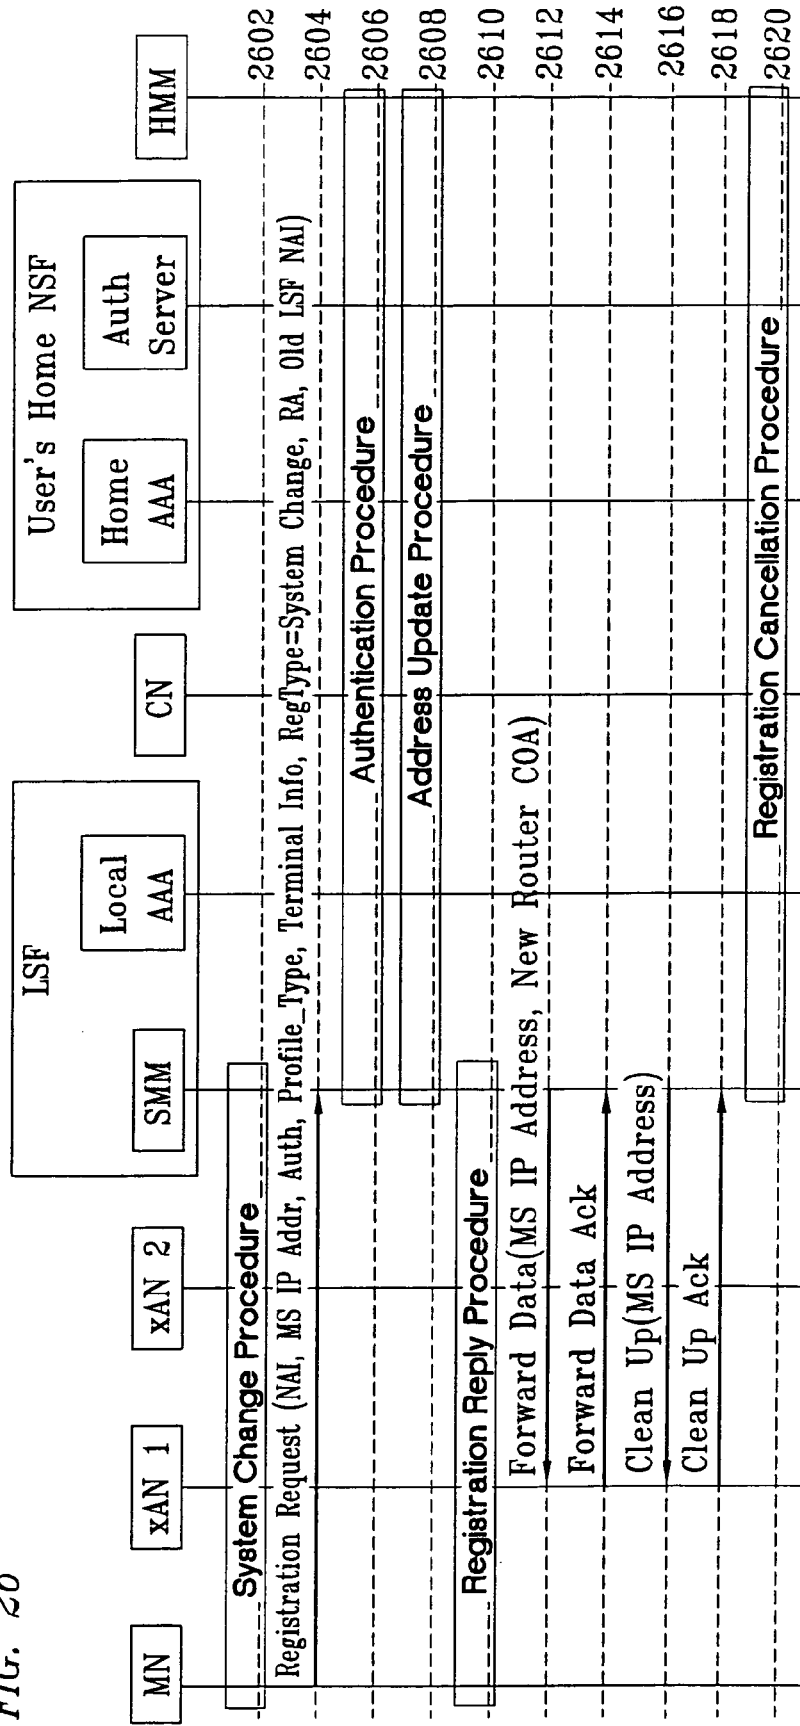 FIG. 26
MN
xAN 1
xAN 2
LSF
SMM
Local
AAA
CN
User's Home NSF
Home
AAA
Auth
Server
HMM
System Change Procedure
2602
Registration Request (NAI, MS IP Addr, Auth, Profile_Type, Terminal Info, RegType=System Change, RA, Old LSF NAI)
2604
Authentication Procedure
2606
Address Update Procedure
2608
Registration Reply Procedure
2610
Forward Data(MS IP Address, New Router COA)
2612
Forward Data Ack
2614
Clean Up(MS IP Address)
2616
Clean Up Ack
2618
Registration Cancellation Procedure
2620